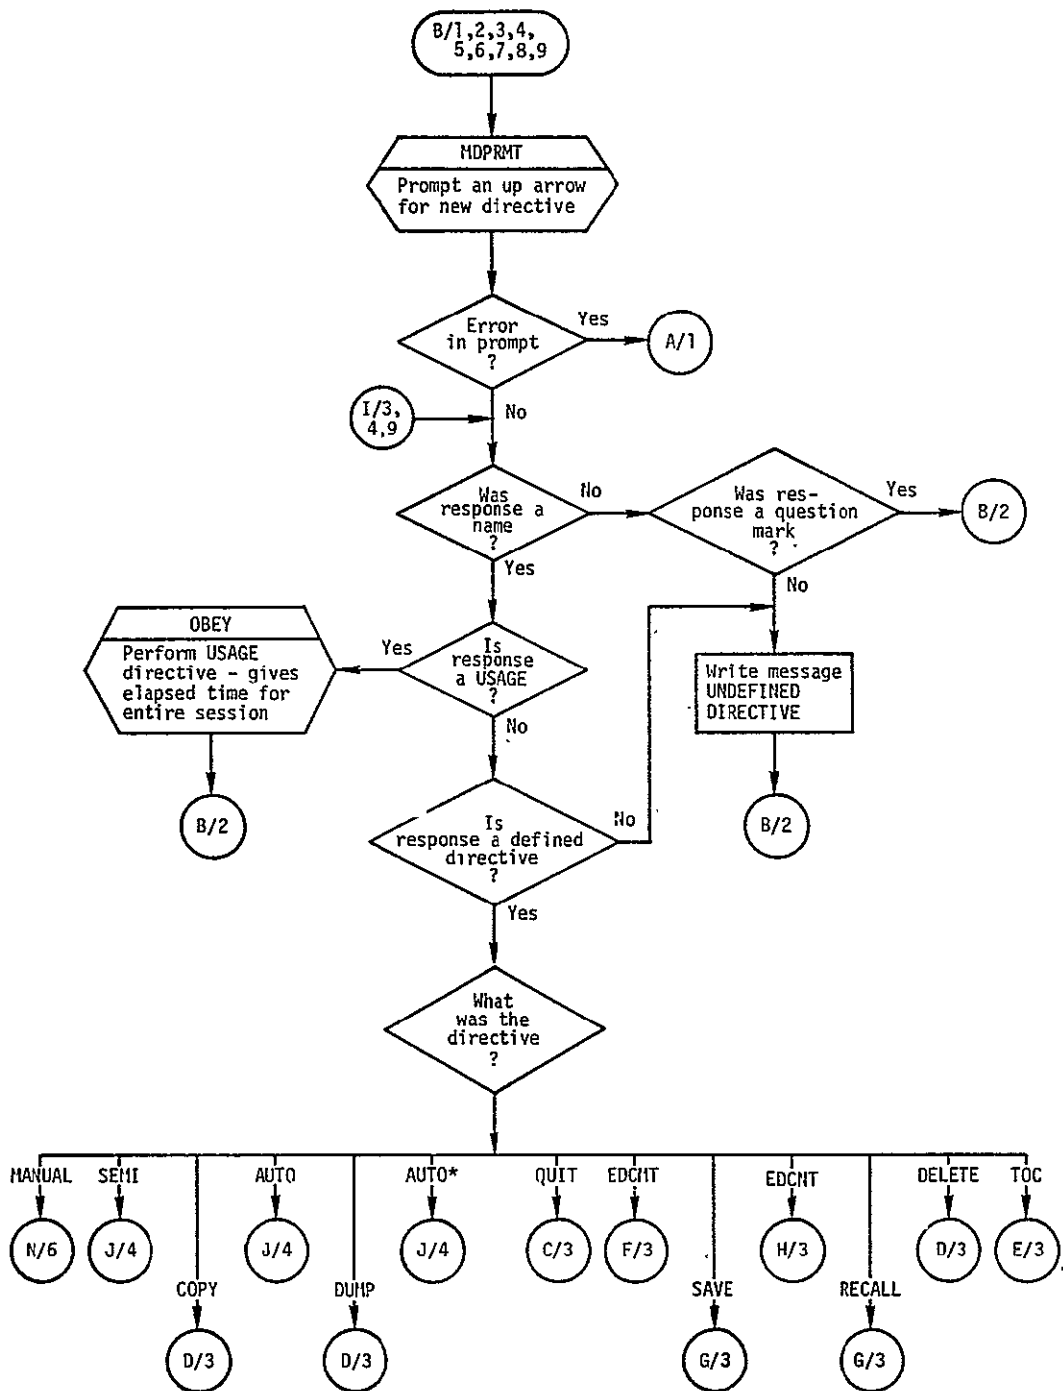 B/1,2,3,4,
5,6,7,8,9
MDPRMT
Prompt an up arrow
for new directive
Error
in prompt
?
Yes
A/1
I/3,
4,9
No
Was
response a
name
?
No
Was res-
ponse a question
mark
?
Yes
B/2
Yes
No
OBEY
Perform USAGE
directive - gives
elapsed time for
entire session
Yes
Is
response
a USAGE
?
Write message
UNDEFINED
DIRECTIVE
No
B/2
Is
response a defined
directive
?
No
B/2
Yes
What
was the
directive
?
MANUAL SEMI AUTO AUTO* QUIT EDCMT EDCNT DELETE TOC
N/6 J/4 J/4 J/4 C/3 F/3 H/3 D/3 E/3
COPY DUMP SAVE RECALL
D/3 D/3 G/3 G/3